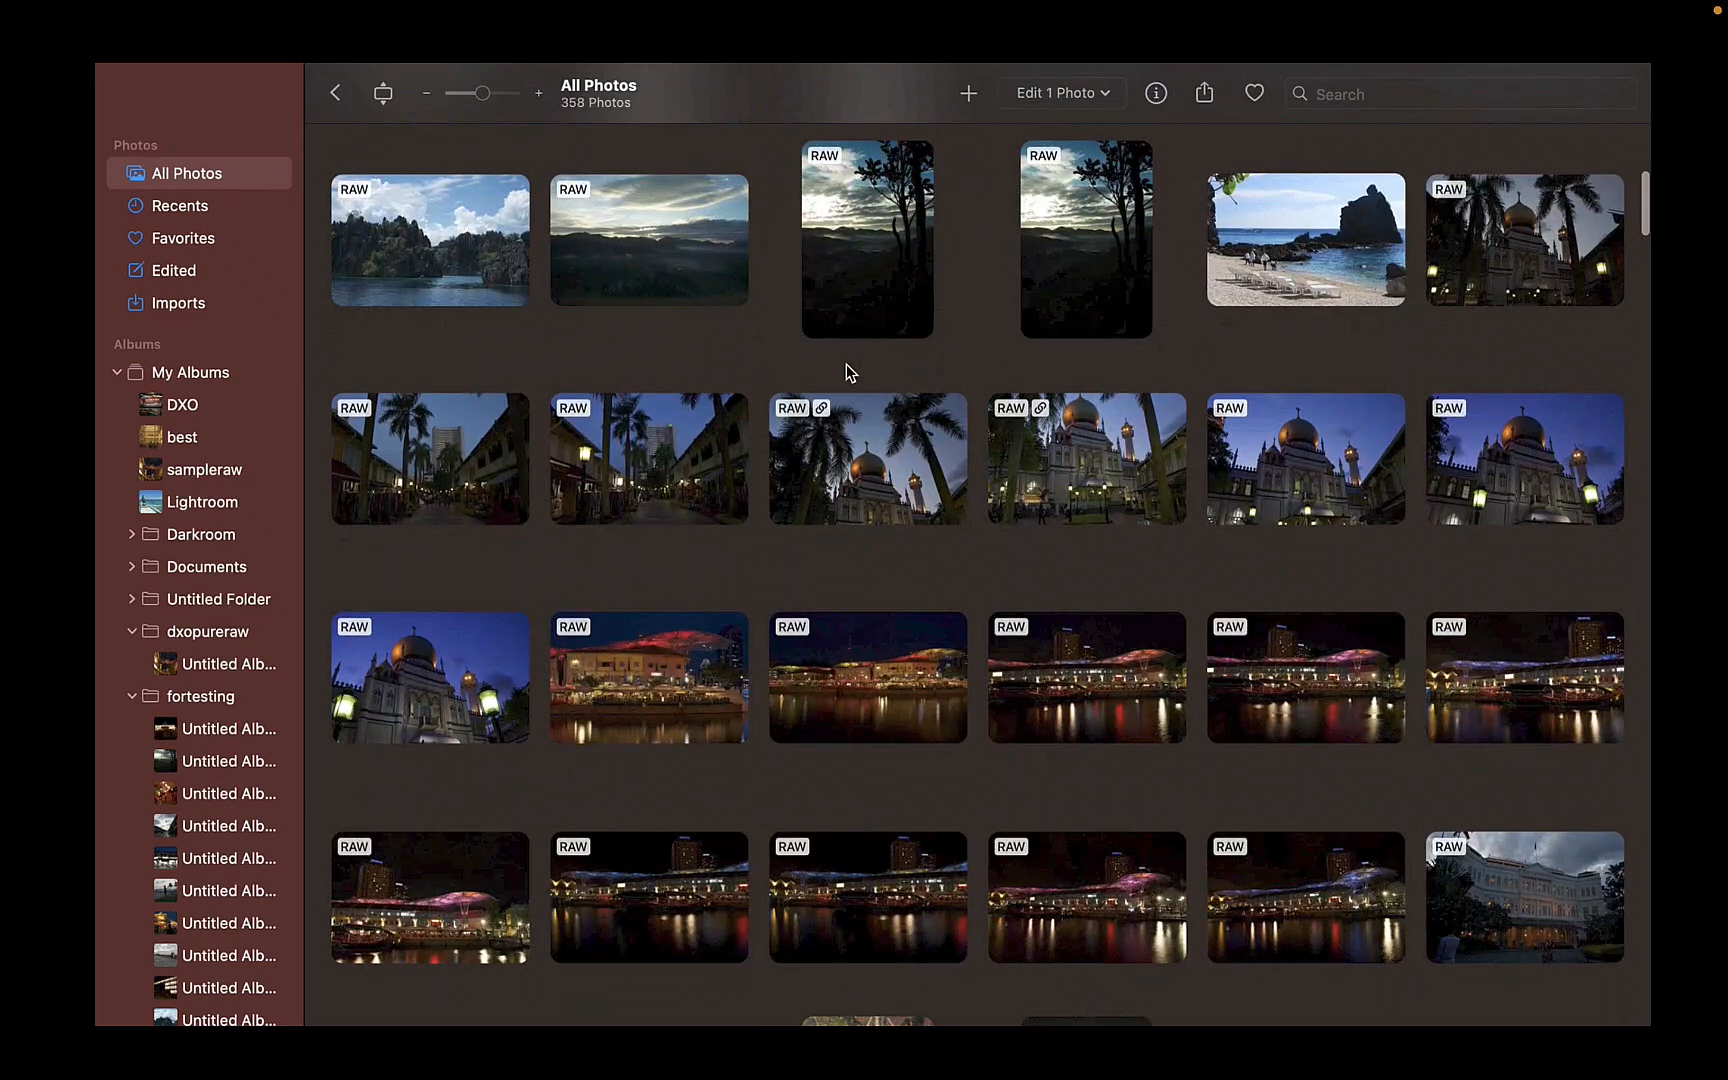 All Photos
358 Photos
Edit 1 Photo
Search
Photos
All Photos
Recents
Favorites
Edited
Imports
Albums
My Albums
DXO
best
sampleraw
Lightroom
Darkroom
Documents
Untitled Folder
dxopureraw
Untitled Alb...
fortesting
Untitled Alb...
Untitled Alb...
Untitled Alb...
Untitled Alb...
Untitled Alb...
Untitled Alb...
Untitled Alb...
Untitled Alb...
Untitled Alb...
Untitled Alb...
RAW RAW RAW RAW RAW
RAW RAW RAW RAW RAW RAW
RAW RAW RAW RAW RAW RAW
RAW RAW RAW RAW RAW RAW